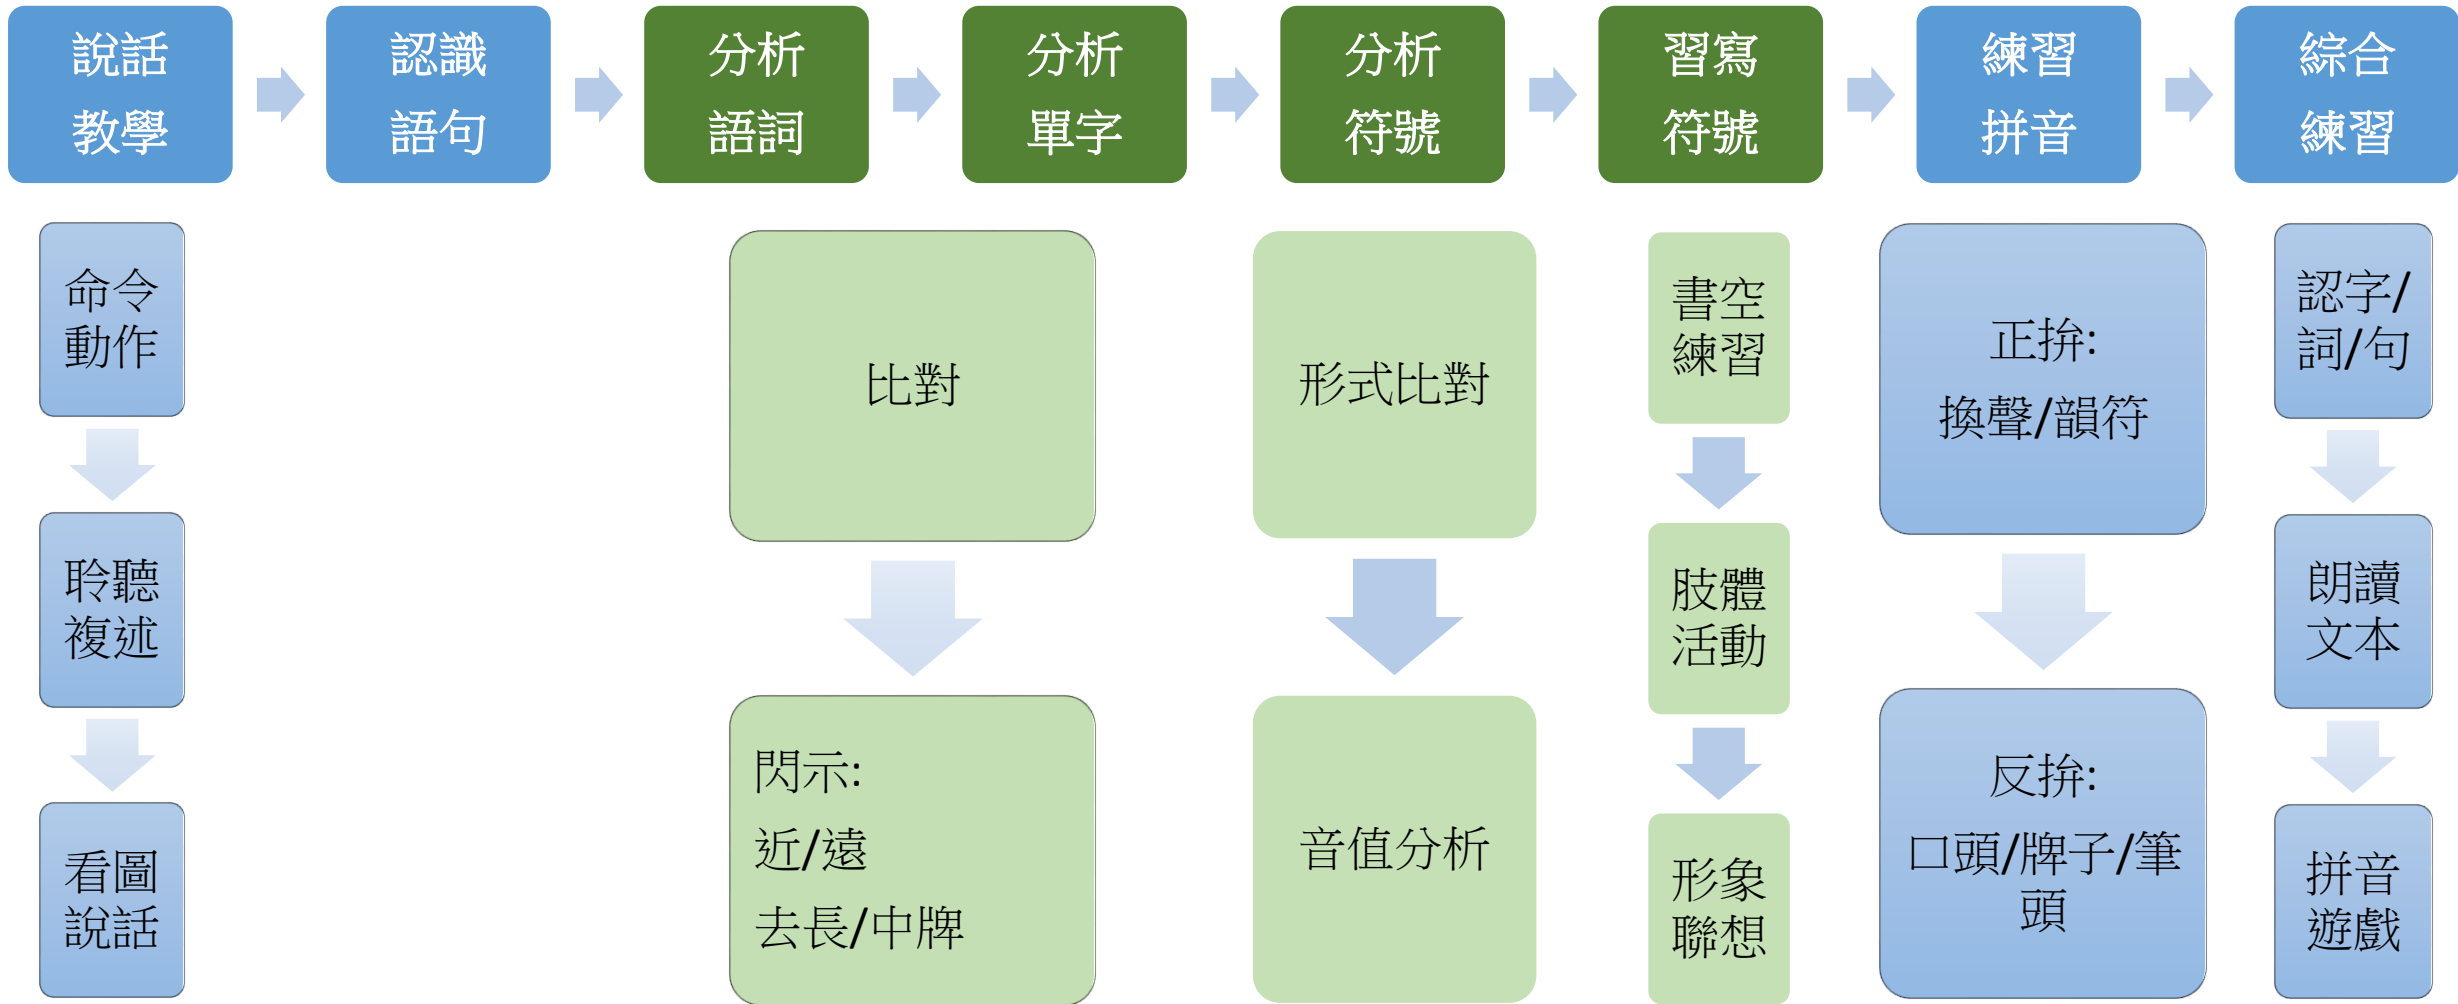 說話
教學
認識
語句
分析
語詞
分析
單字
分析
符號
習寫
符號
練習
拼音
綜合
練習
命令
動作
聆聽
複述
看圖
說話
比對
閃示:
近/遠
去長/中牌
形式比對
音值分析
書空
練習
肢體
活動
形象
聯想
正拚:
換聲/韻符
反拚:
口頭/牌子/筆
頭
認字/
詞/句
朗讀
文本
拼音
遊戲